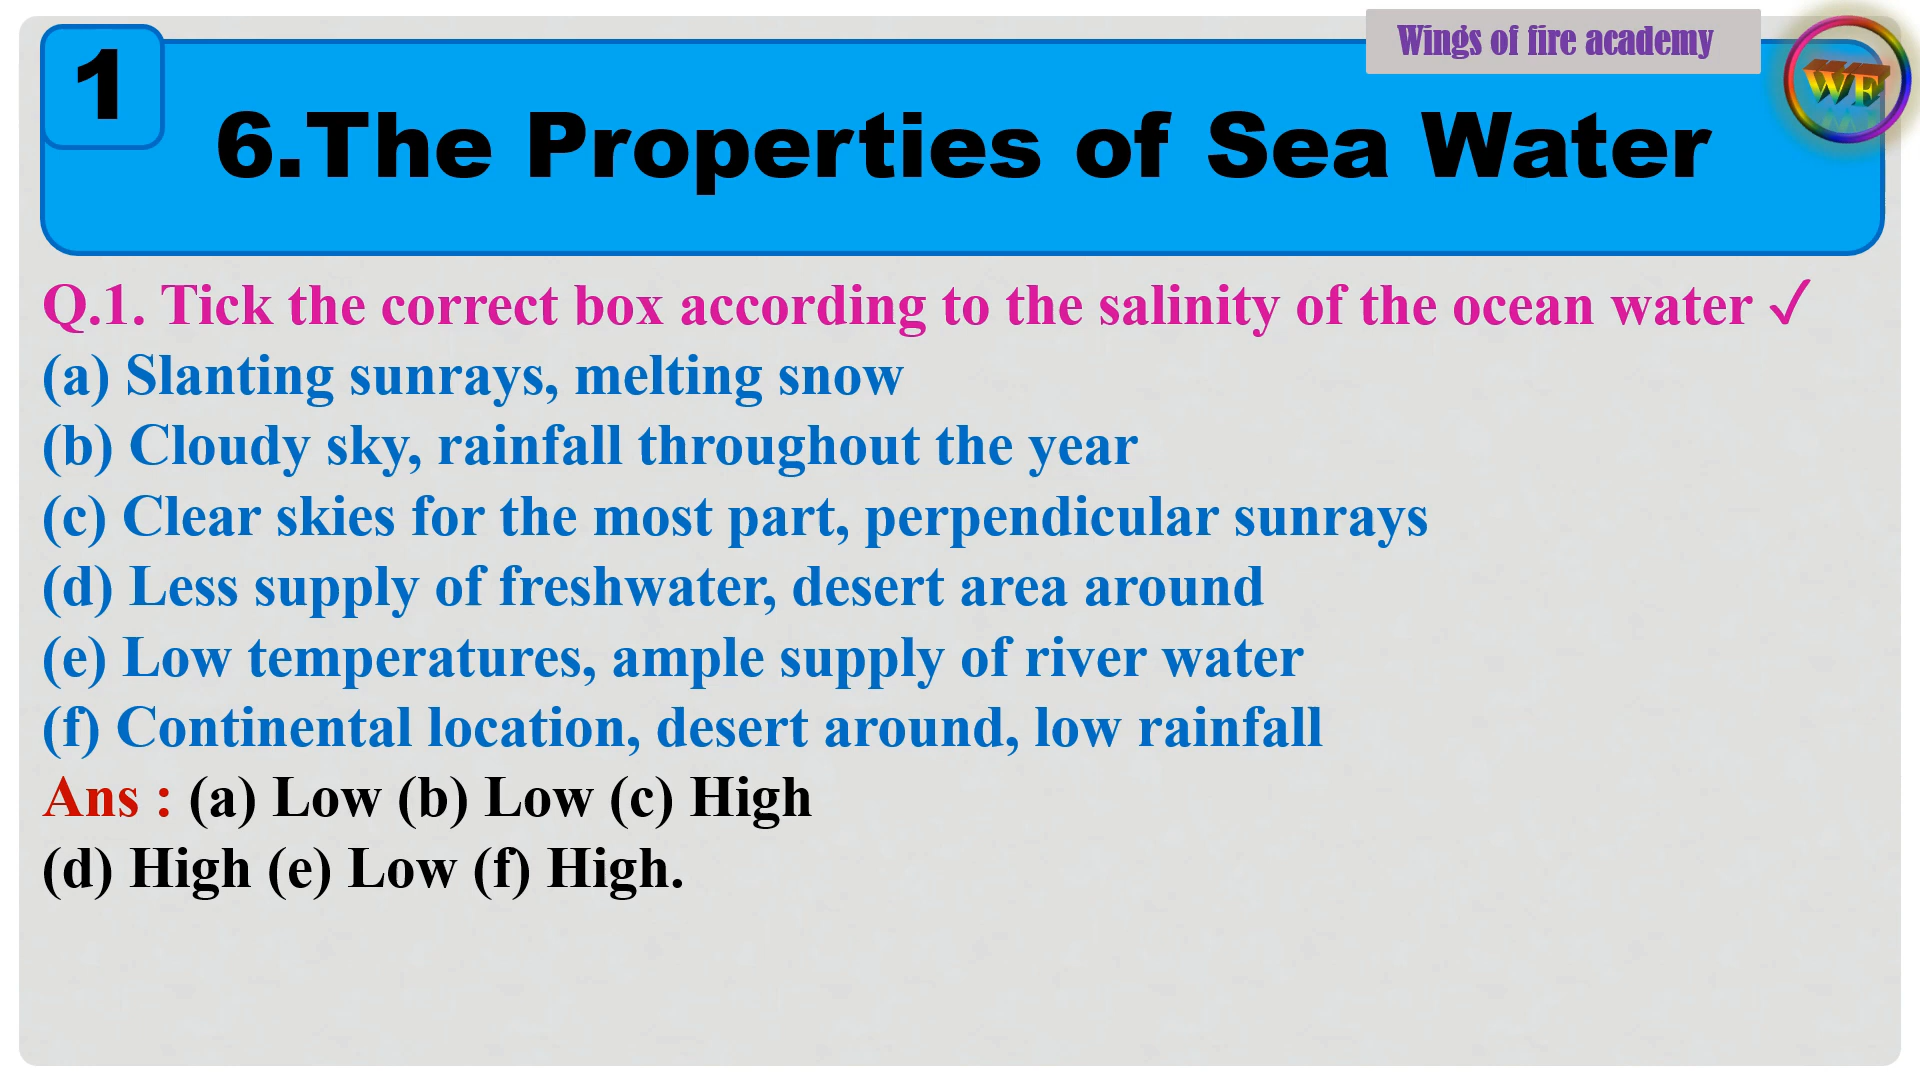 Wings of fire academy
WF
1
6.The Properties of Sea Water
Q.1. Tick the correct box according to the salinity of the ocean water ✓
(a) Slanting sunrays, melting snow
(b) Cloudy sky, rainfall throughout the year
(c) Clear skies for the most part, perpendicular sunrays
(d) Less supply of freshwater, desert area around
(e) Low temperatures, ample supply of river water
(f) Continental location, desert around, low rainfall
Ans : (a) Low (b) Low (c) High
(d) High (e) Low (f) High.